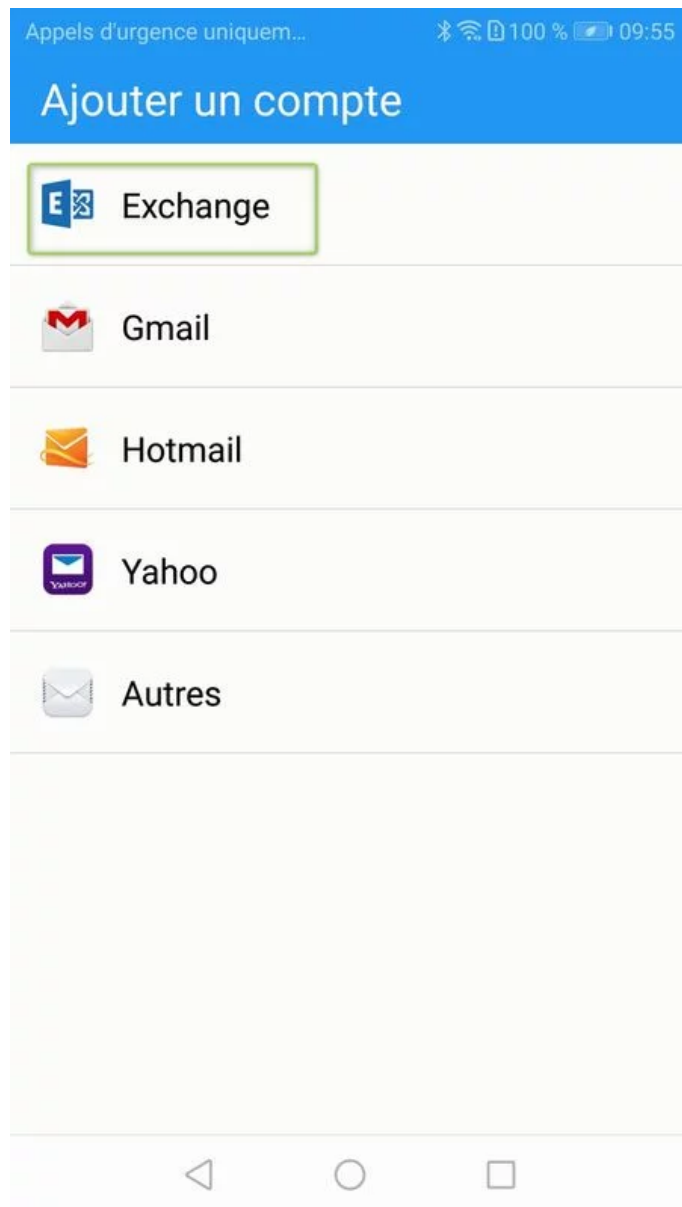 Appels d'urgence uniquem... 100 % 09:55
Ajouter un compte
Exchange
Gmail
Hotmail
Yahoo
Autres